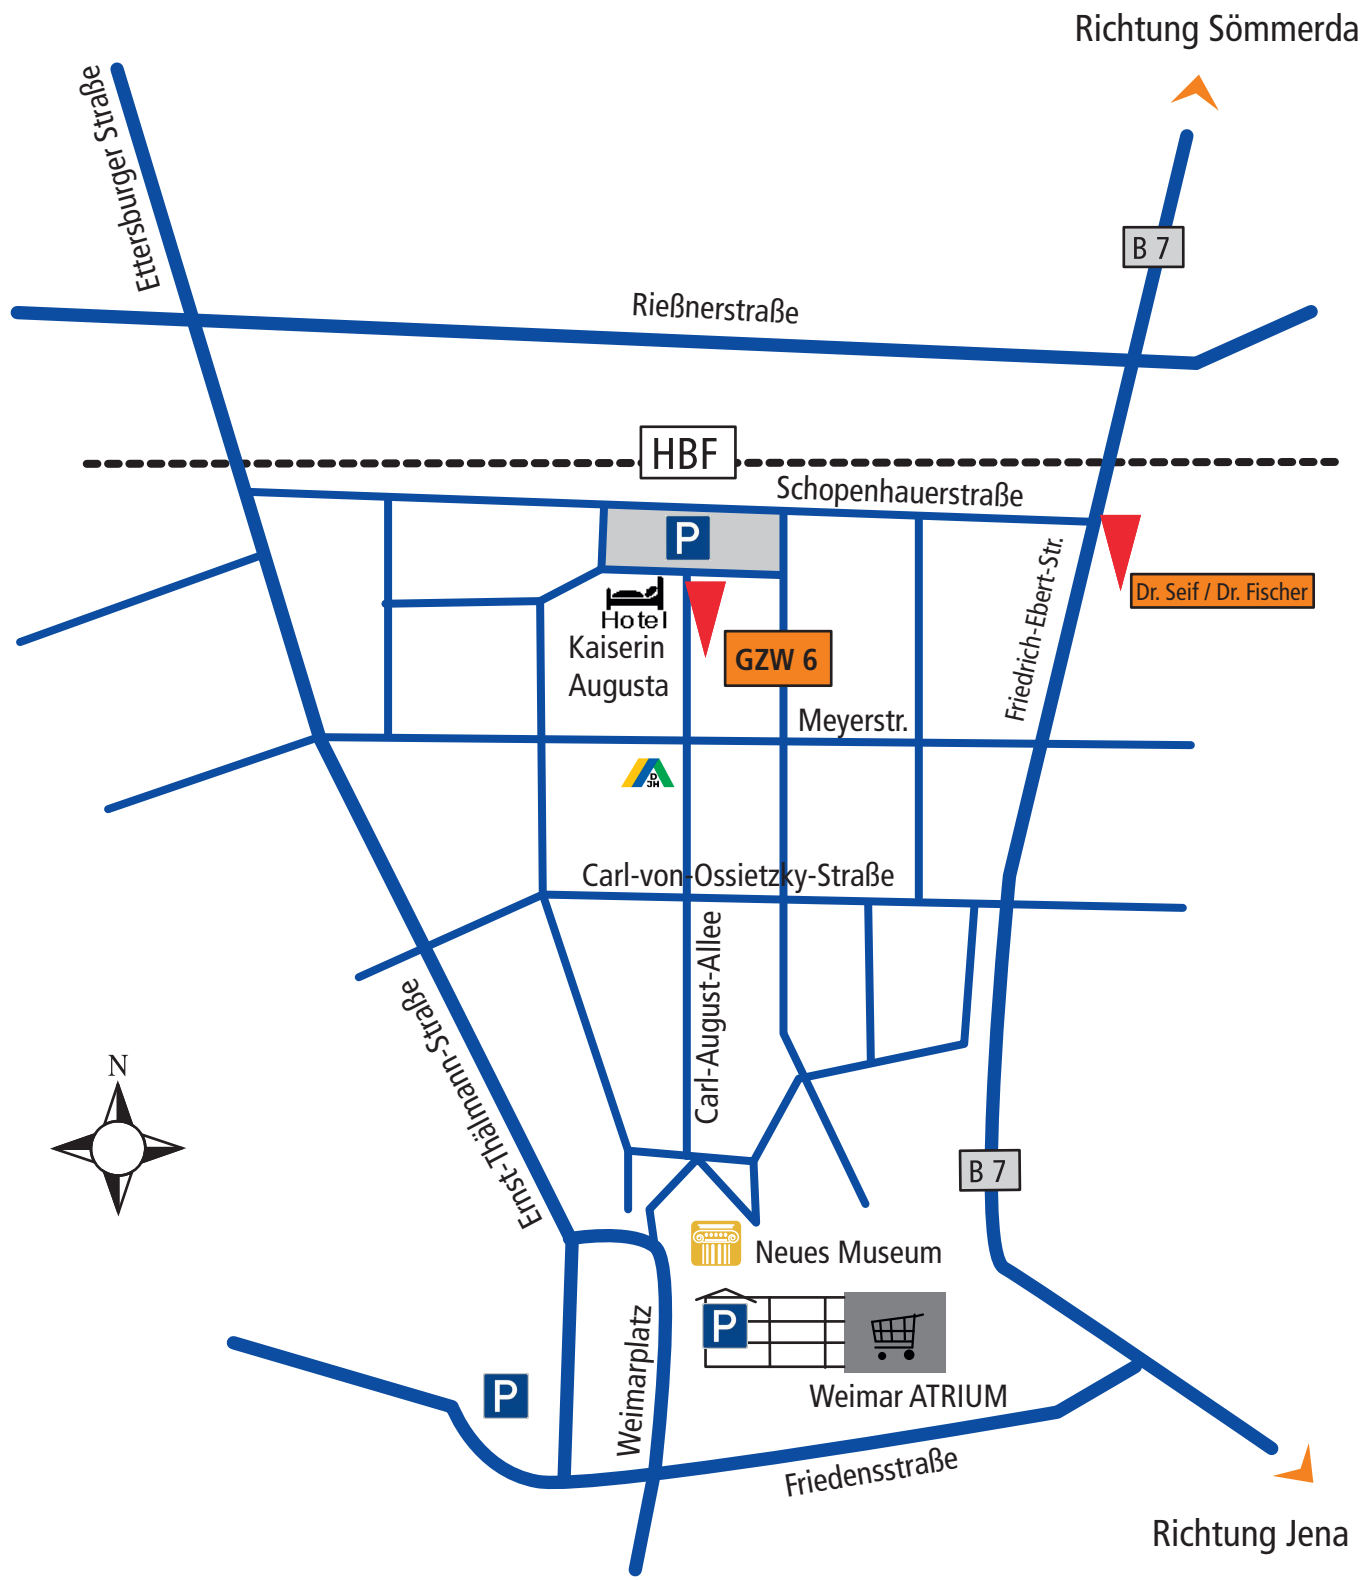 Richtung Sömmerda
Ettersburger Straße
B 7
Rießnerstraße
HBF
Schopenhauerstraße
P
Friedrich-Ebert-Str.
Dr. Seif / Dr. Fischer
Hotel
Kaiserin
Augusta
GZW 6
Meyerstr.
D
JH
Carl-von-Ossietzky-Straße
Carl-August-Allee
Ernst-Thälmann-Straße
N
B 7
Neues Museum
P
Weimarplatz
P
Weimar ATRIUM
Friedensstraße
Richtung Jena